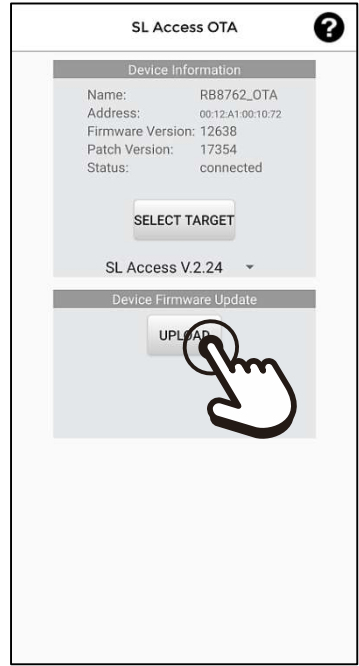 SL Access OTA ?
Device Information
Name: RB8762_OTA
Address: 00:12:A1:00:10:72
Firmware Version: 12638
Patch Version: 17354
Status: connected
SELECT TARGET
SL Access V.2.24
Device Firmware Update
UPLOAD